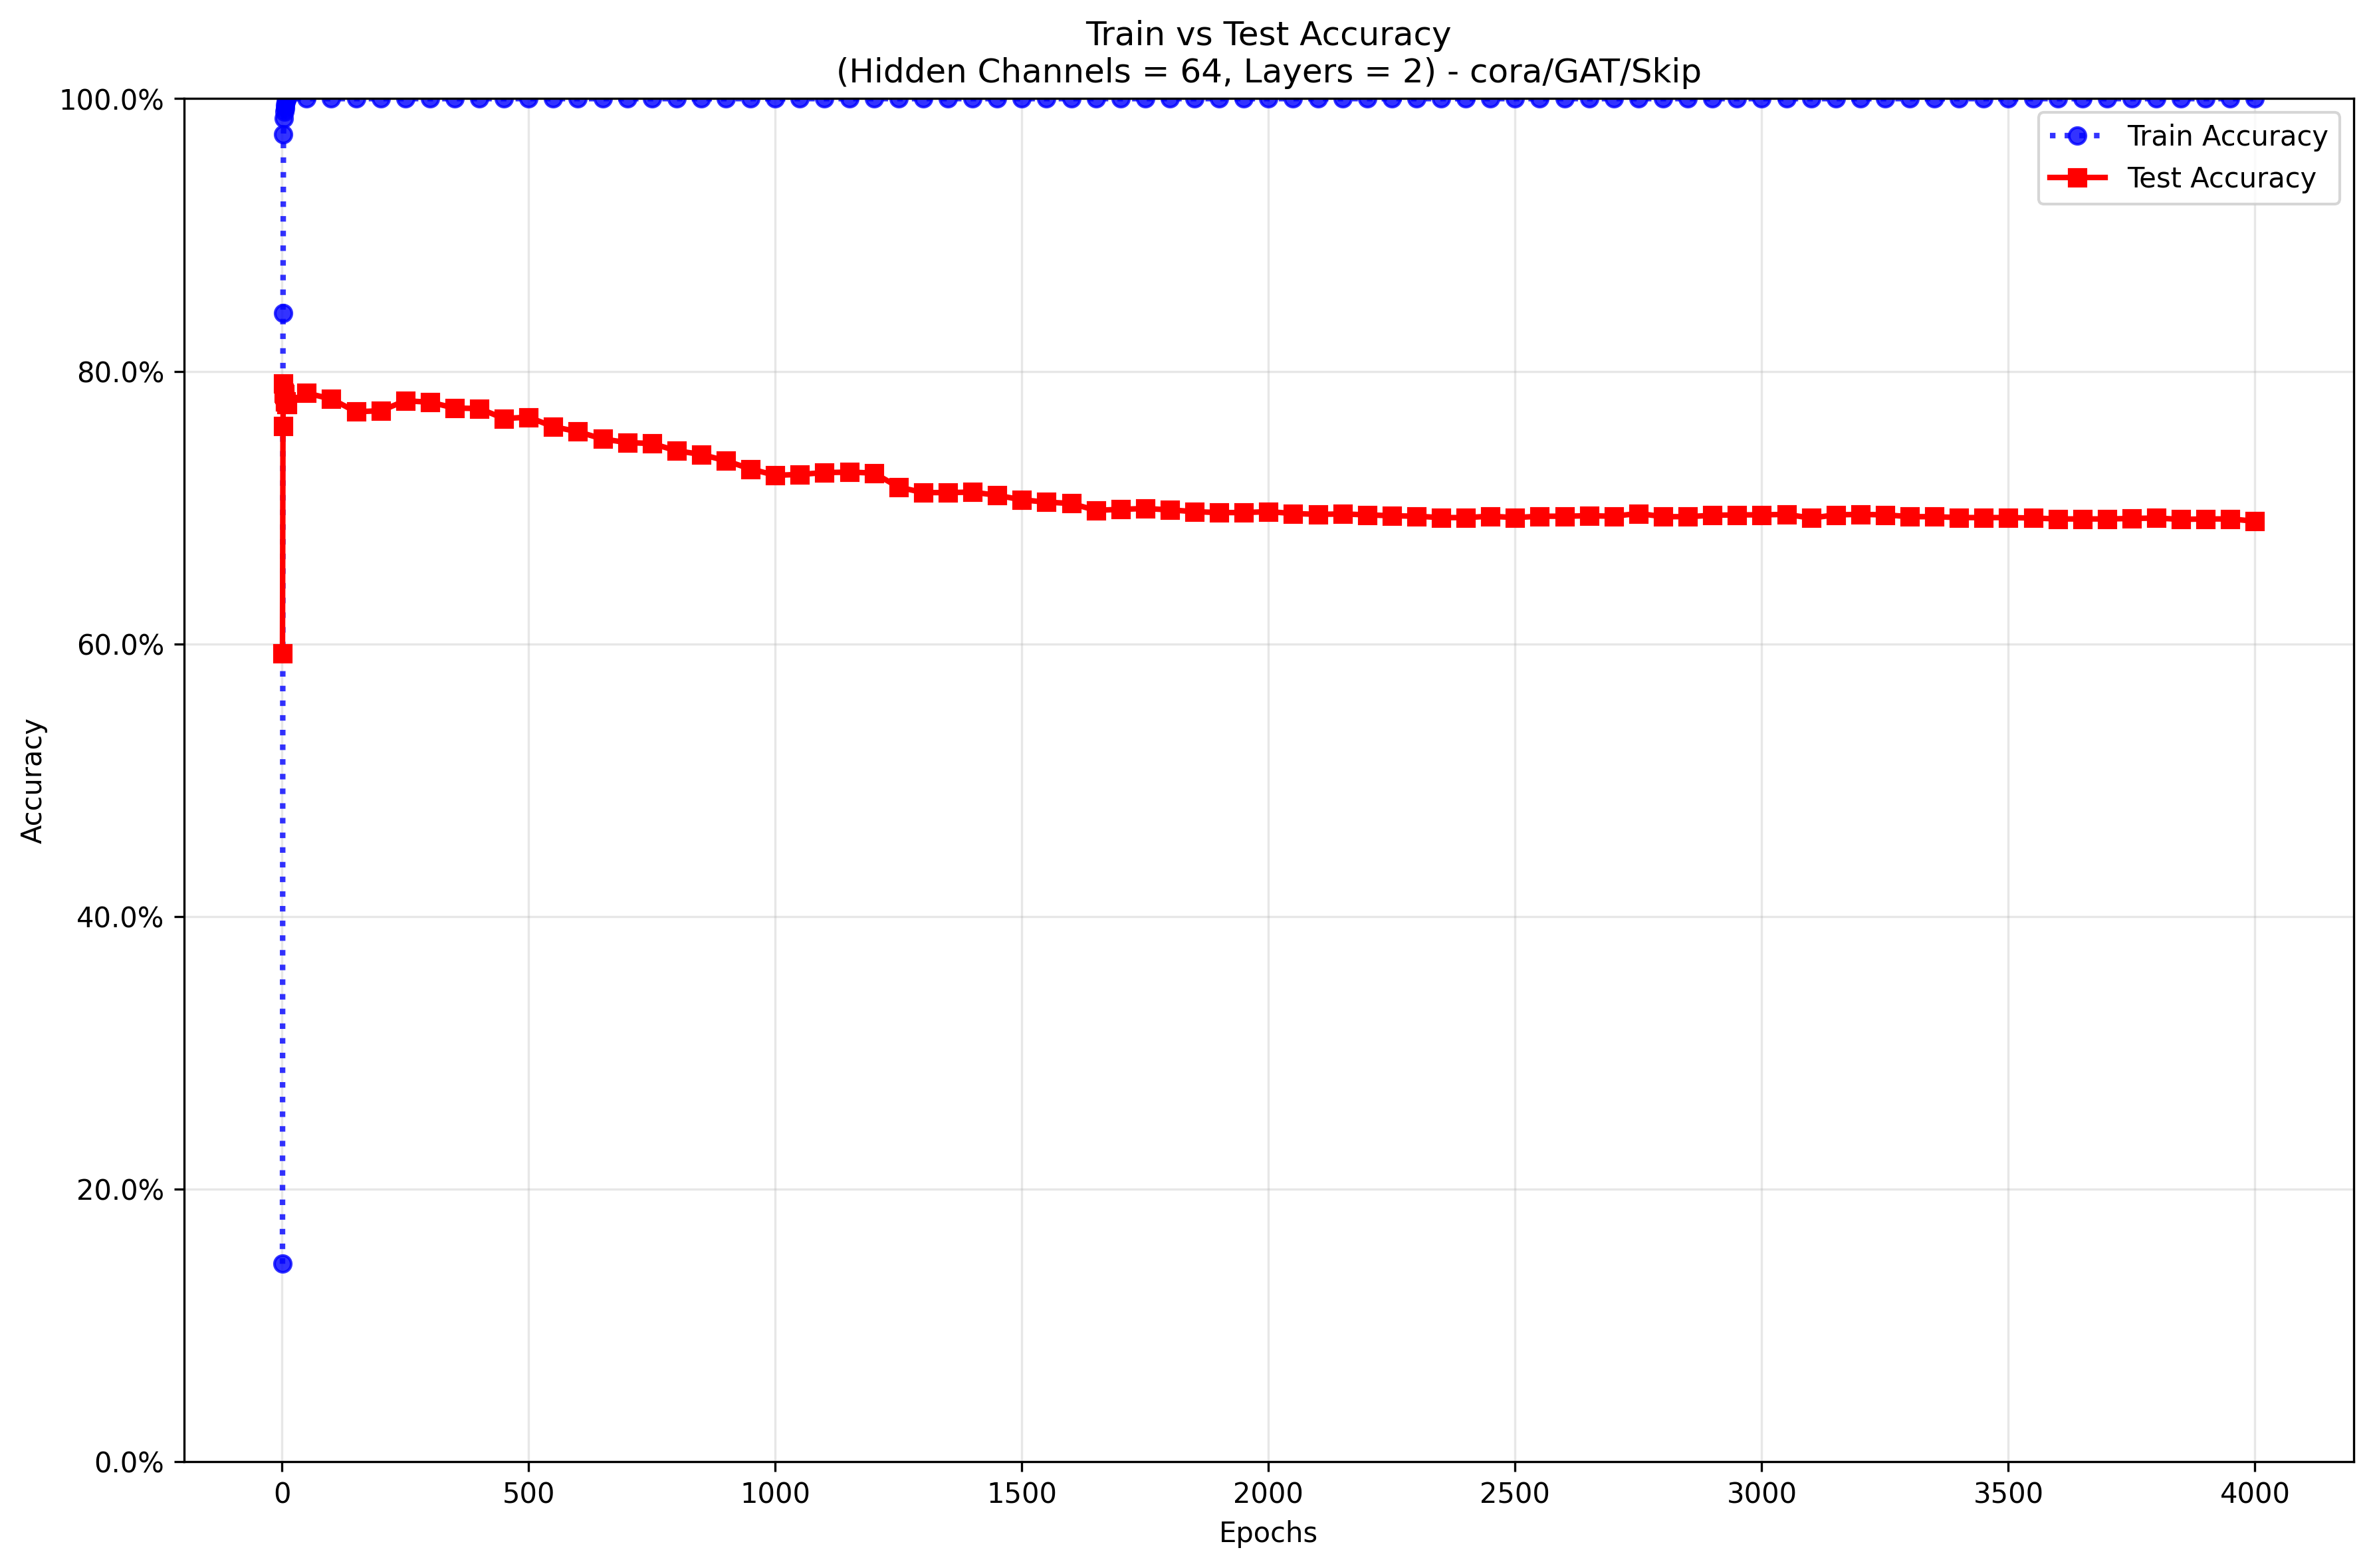 Train vs Test Accuracy
(Hidden Channels = 64, Layers = 2) - cora/GAT/Skip
100.0%
80.0%
60.0%
40.0%
20.0%
0.0%
Accuracy
Train Accuracy
Test Accuracy
0 500 1000 1500 2000 2500 3000 3500 4000
Epochs